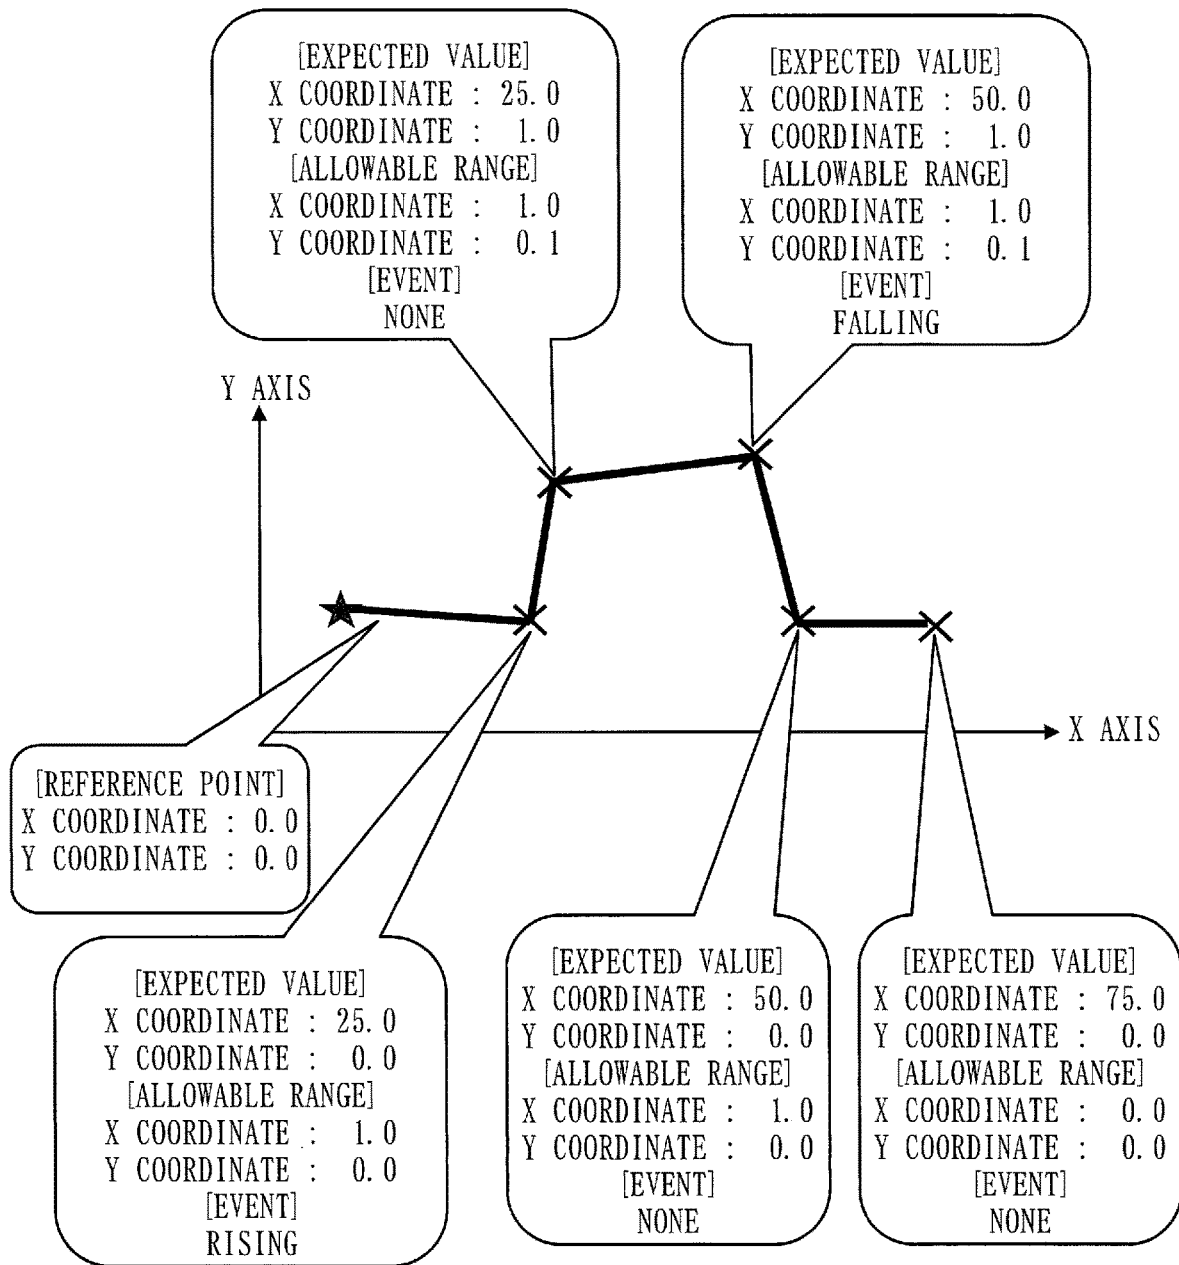 [EXPECTED VALUE]
X COORDINATE : 25.0
Y COORDINATE : 1.0
[ALLOWABLE RANGE]
X COORDINATE : 1.0
Y COORDINATE : 0.1
[EVENT]
NONE
[EXPECTED VALUE]
X COORDINATE : 50.0
Y COORDINATE : 1.0
[ALLOWABLE RANGE]
X COORDINATE : 1.0
Y COORDINATE : 0.1
[EVENT]
FALLING
Y AXIS
X AXIS
[REFERENCE POINT]
X COORDINATE : 0.0
Y COORDINATE : 0.0
[EXPECTED VALUE]
X COORDINATE : 25.0
Y COORDINATE : 0.0
[ALLOWABLE RANGE]
X COORDINATE : 1.0
Y COORDINATE : 0.0
[EVENT]
RISING
[EXPECTED VALUE]
X COORDINATE : 50.0
Y COORDINATE : 0.0
[ALLOWABLE RANGE]
X COORDINATE : 1.0
Y COORDINATE : 0.0
[EVENT]
NONE
[EXPECTED VALUE]
X COORDINATE : 75.0
Y COORDINATE : 0.0
[ALLOWABLE RANGE]
X COORDINATE : 0.0
Y COORDINATE : 0.0
[EVENT]
NONE